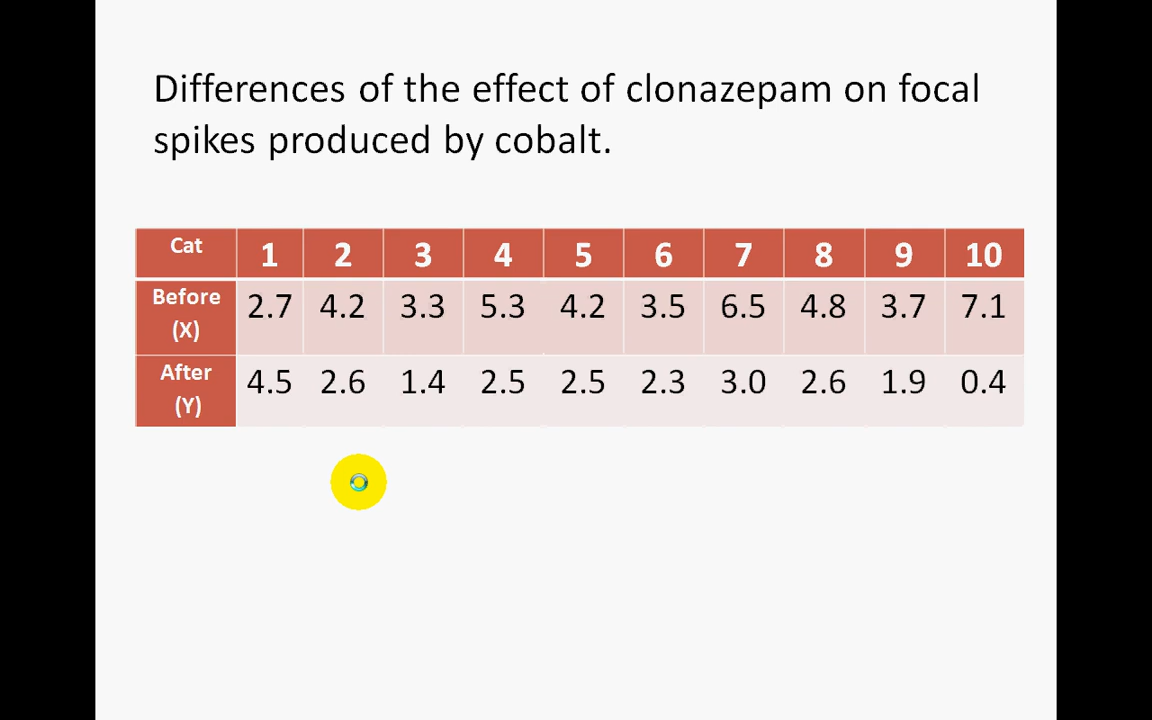 Differences of the effect of clonazepam on focal
spikes produced by cobalt.
Cat 1 2 3 4 5 6 7 8 9 10
Before
(X) 2.7 4.2 3.3 5.3 4.2 3.5 6.5 4.8 3.7 7.1
After
(Y) 4.5 2.6 1.4 2.5 2.5 2.3 3.0 2.6 1.9 0.4